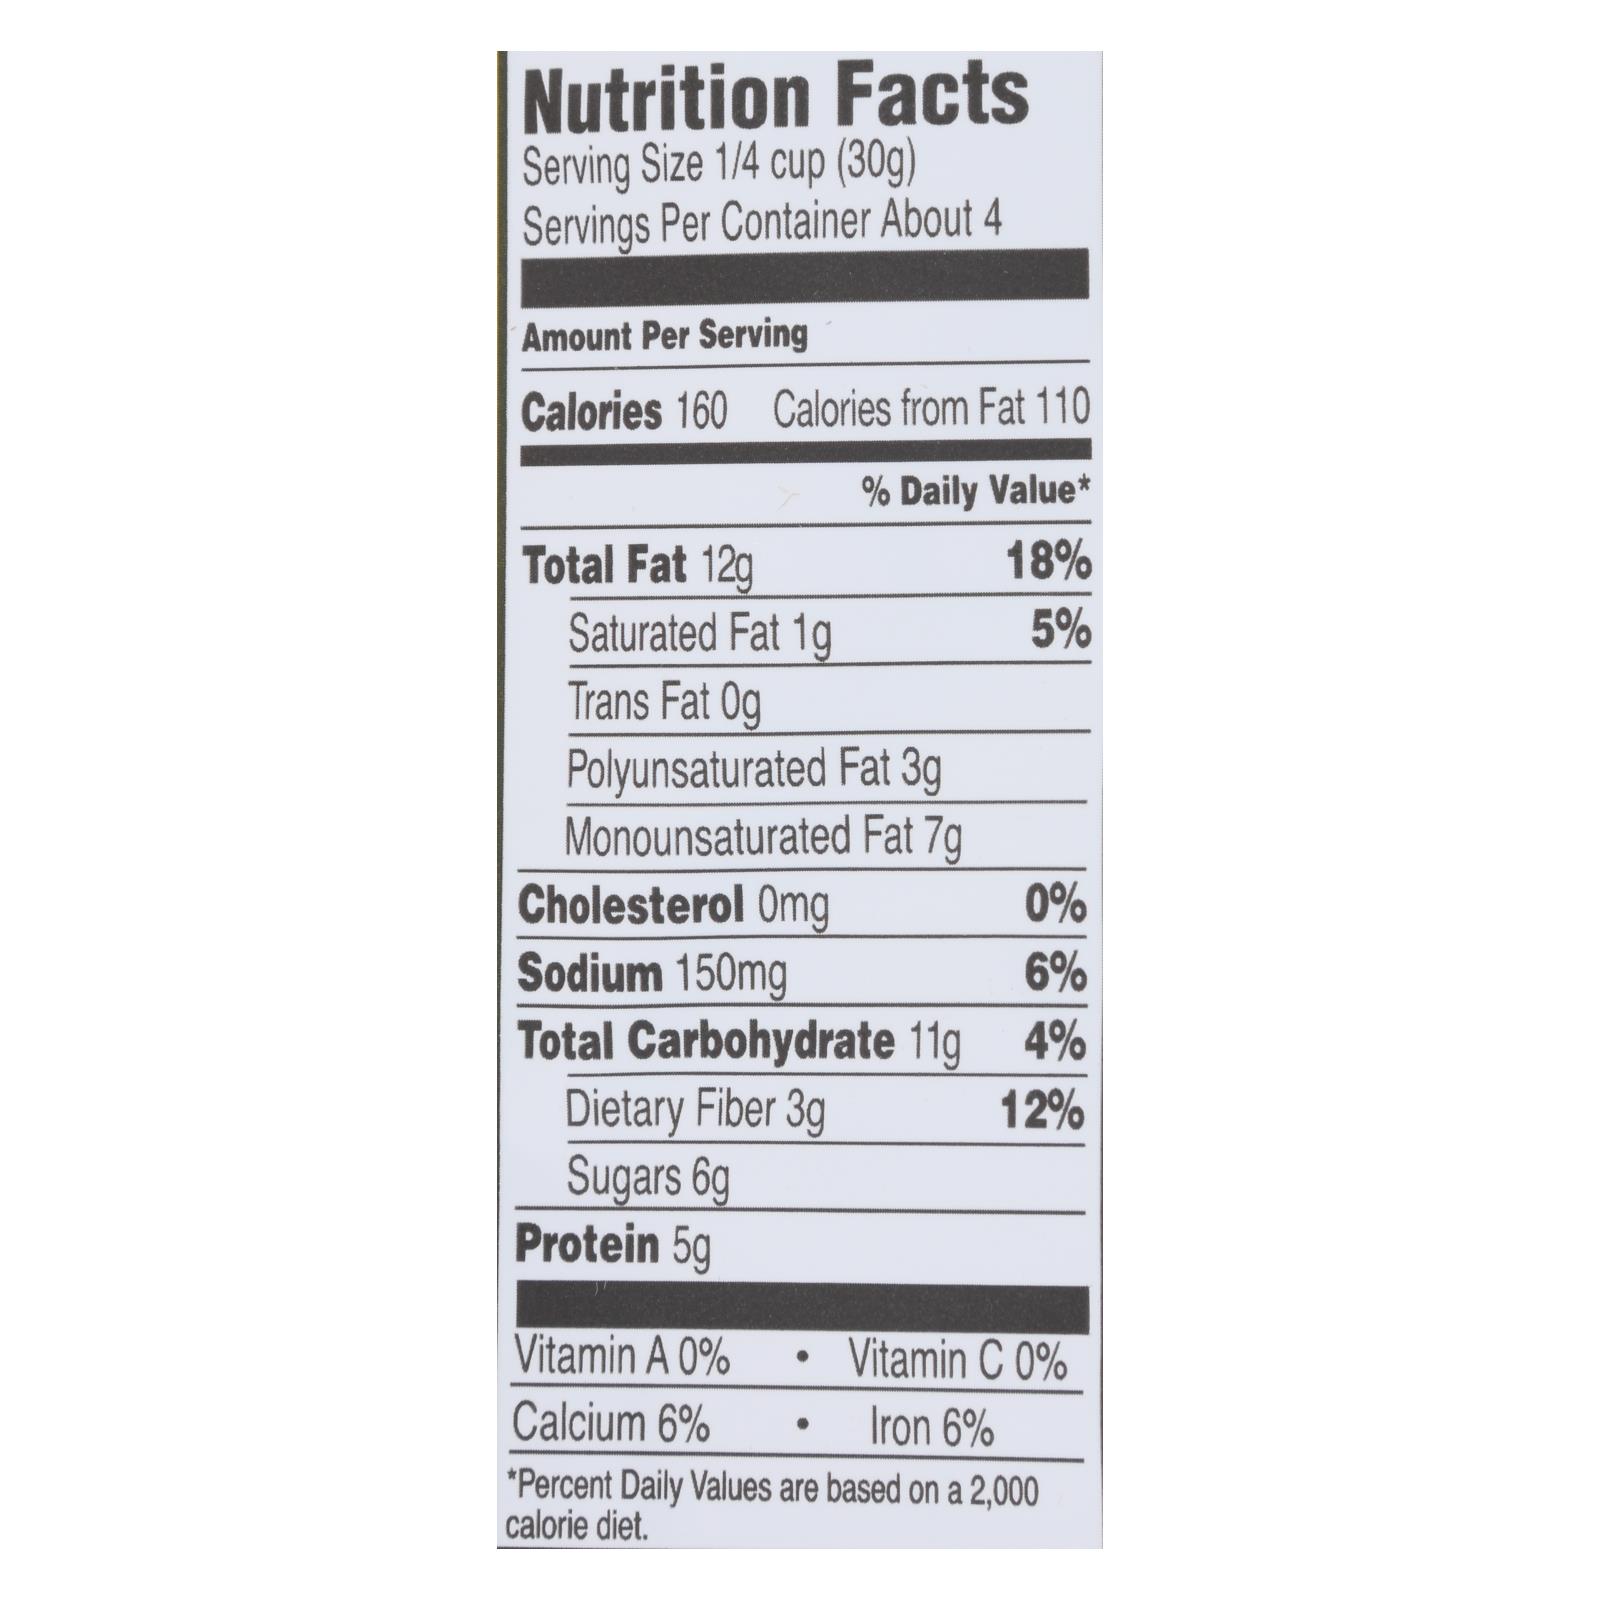 Nutrition Facts
Serving Size 1/4 cup (30g)
Servings Per Container About 4
Amount Per Serving
Calories 160 Calories from Fat 110
% Daily Value*
Total Fat 12g 18%
Saturated Fat 1g 5%
Trans Fat 0g
Polyunsaturated Fat 3g
Monounsaturated Fat 7g
Cholesterol 0mg 0%
Sodium 150mg 6%
Total Carbohydrate 11g 4%
Dietary Fiber 3g 12%
Sugars 6g
Protein 5g
Vitamin A 0% • Vitamin C 0%
Calcium 6% • Iron 6%
*Percent Daily Values are based on a 2,000
calorie diet.